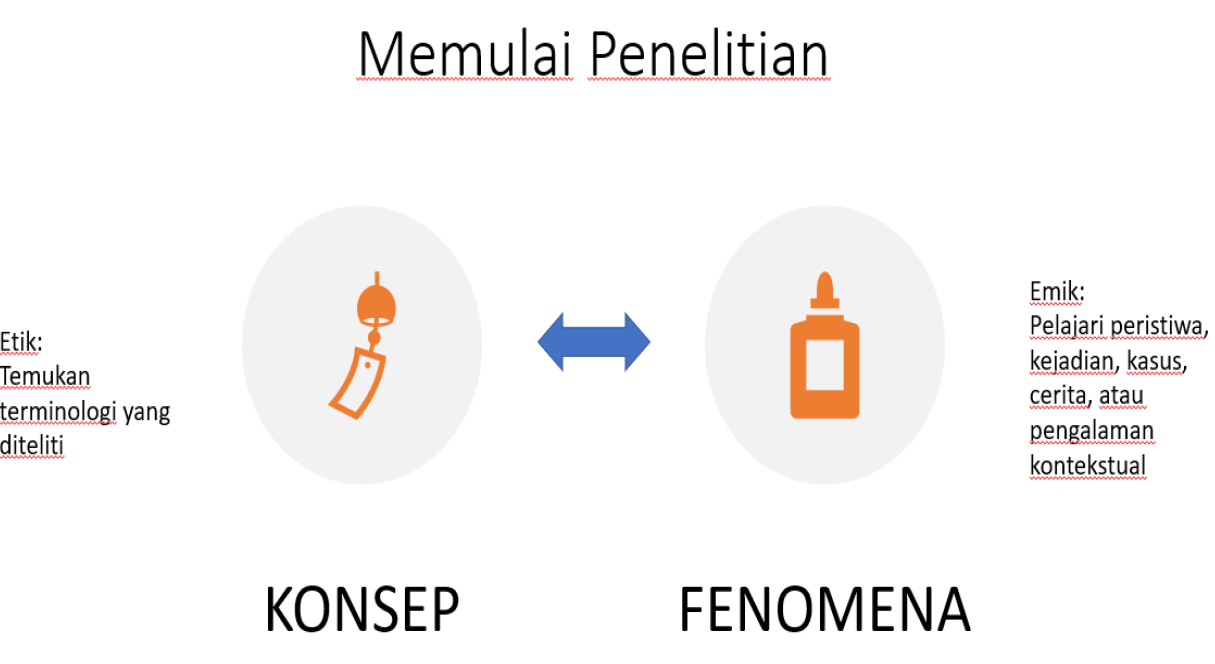 Memulai Penelitian
Etik:
Temukan
terminologi yang
diteliti
Emik:
Pelajari peristiwa,
kejadian, kasus,
cerita, atau
pengalaman
kontekstual
KONSEP
FENOMENA